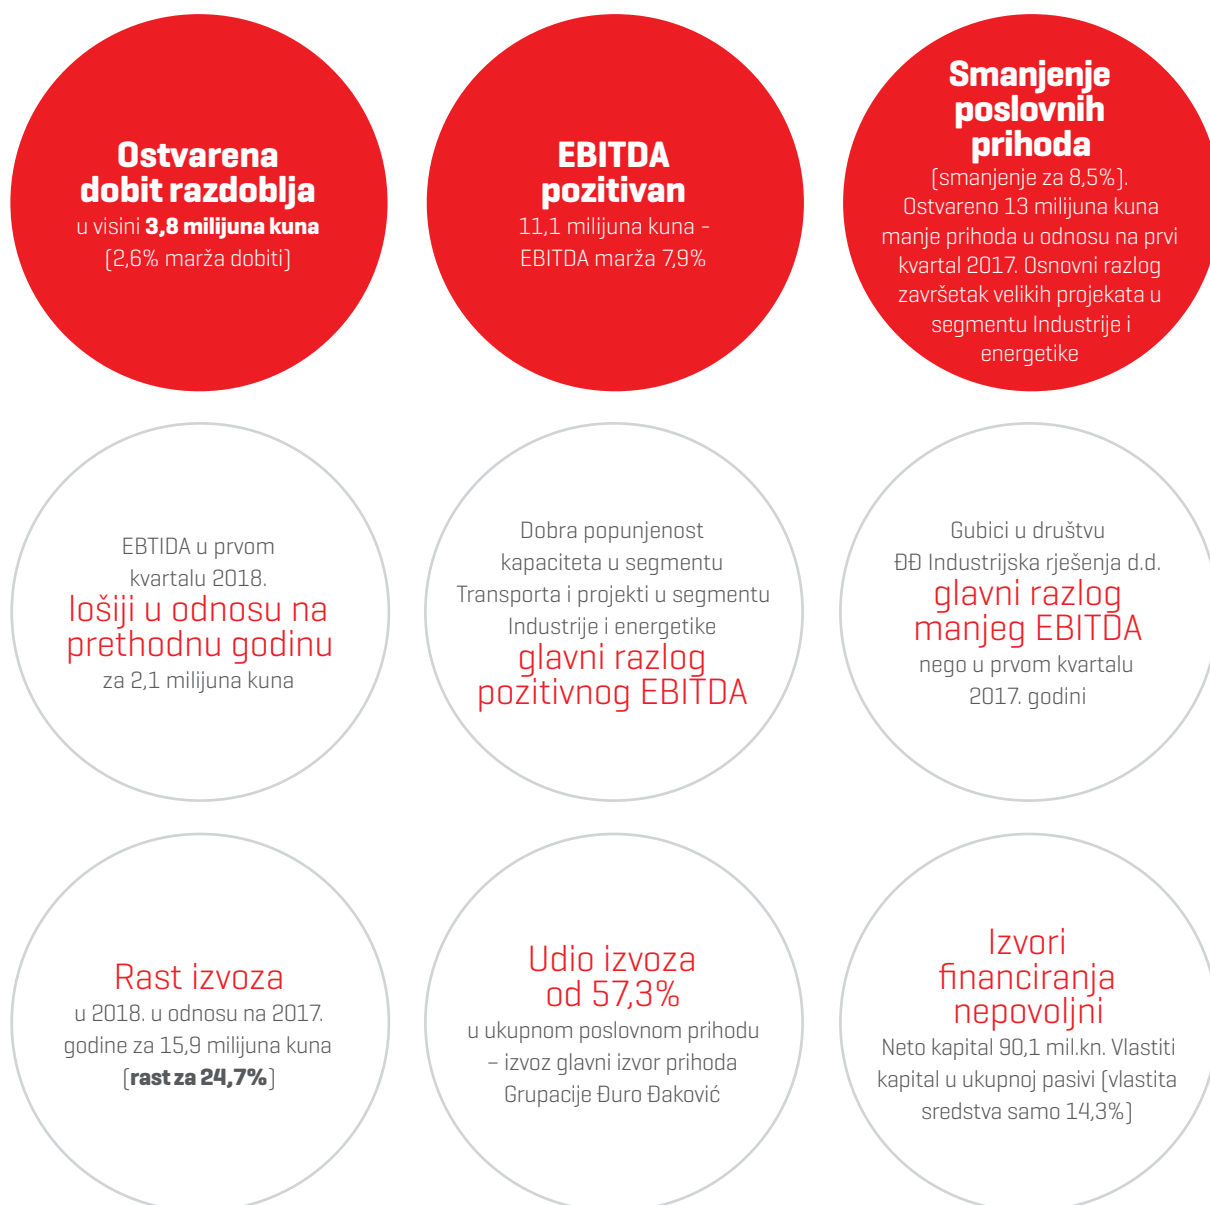 Ostvarena
dobit razdoblja
u visini 3,8 milijuna kuna
(2,6% marža dobiti)
EBITDA
pozitivan
11,1 milijuna kuna -
EBITDA marža 7,9%
Smanjenje
poslovnih
prihoda
(smanjenje za 8,5%).
Ostvareno 13 milijuna kuna
manje prihoda u odnosu na prvi
kvartal 2017. Osnovni razlog
završetak velikih projekata u
segmentu Industrije i
energetike
EBTIDA u prvom
kvartalu 2018.
lošiji u odnosu na
prethodnu godinu
za 2,1 milijuna kuna
Dobra popunjenost
kapaciteta u segmentu
Transporta i projekti u segmentu
Industrije i energetike
glavni razlog
pozitivnog EBITDA
Gubici u društvu
ĐĐ Industrijska rješenja d.d.
glavni razlog
manjeg EBITDA
nego u prvom kvartalu
2017. godini
Rast izvoza
u 2018. u odnosu na 2017.
godine za 15,9 milijuna kuna
(rast za 24,7%)
Udio izvoza
od 57,3%
u ukupnom poslovnom prihodu
– izvoz glavni izvor prihoda
Grupacije Đuro Đaković
Izvori
financiranja
nepovoljni
Neto kapital 90,1 mil.kn. Vlastiti
kapital u ukupnoj pasivi (vlastita
sredstva samo 14,3%)